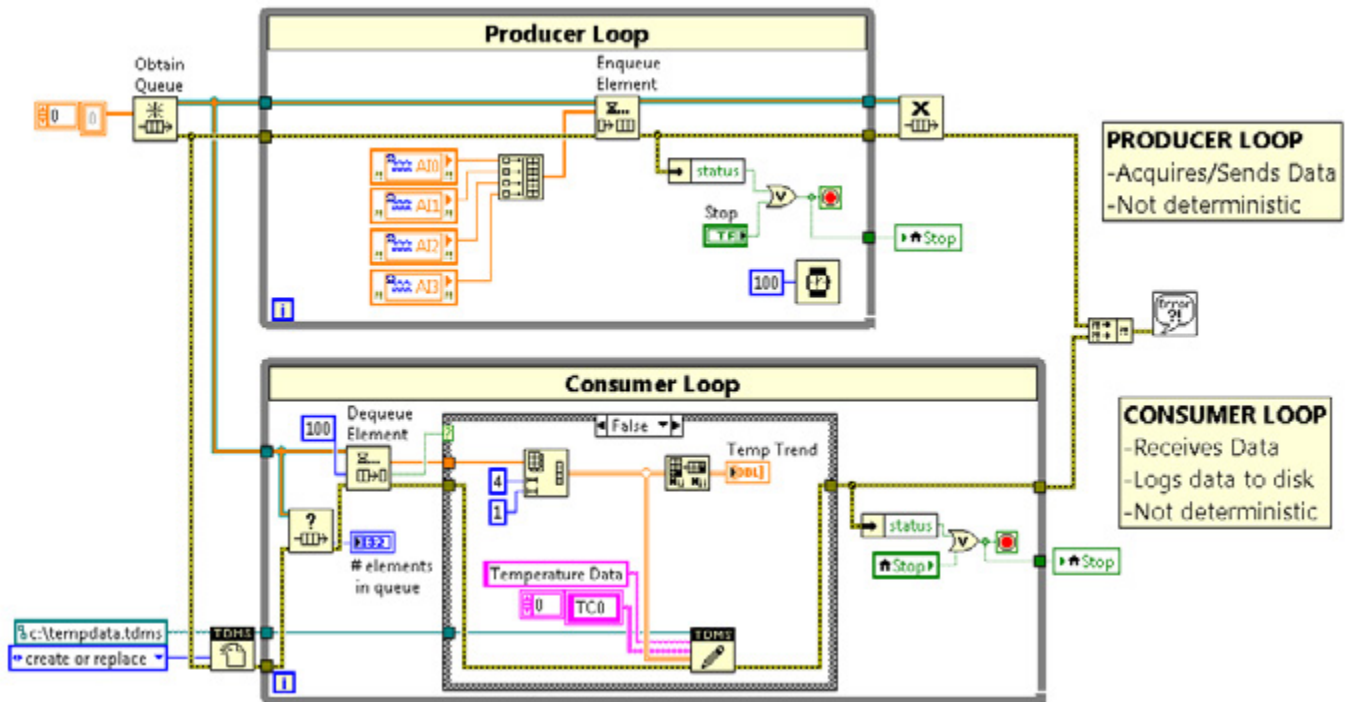 Producer Loop
Obtain
Queue
Enqueue
Element
0
0
AI0
AI1
AI2
AI3
status
Stop
TF
Stop
100
i
PRODUCER LOOP
-Acquires/Sends Data
-Not deterministic
Error
?!
Consumer Loop
100
Dequeue
Element
?
False
Temp Trend
DBL
4
1
?
# elements
in queue
Temperature Data
0
TC0
status
Stop
Stop
CONSUMER LOOP
-Receives Data
-Logs data to disk
-Not deterministic
c:\tempdata.tdms
create or replace
TDMS
TDMS
i